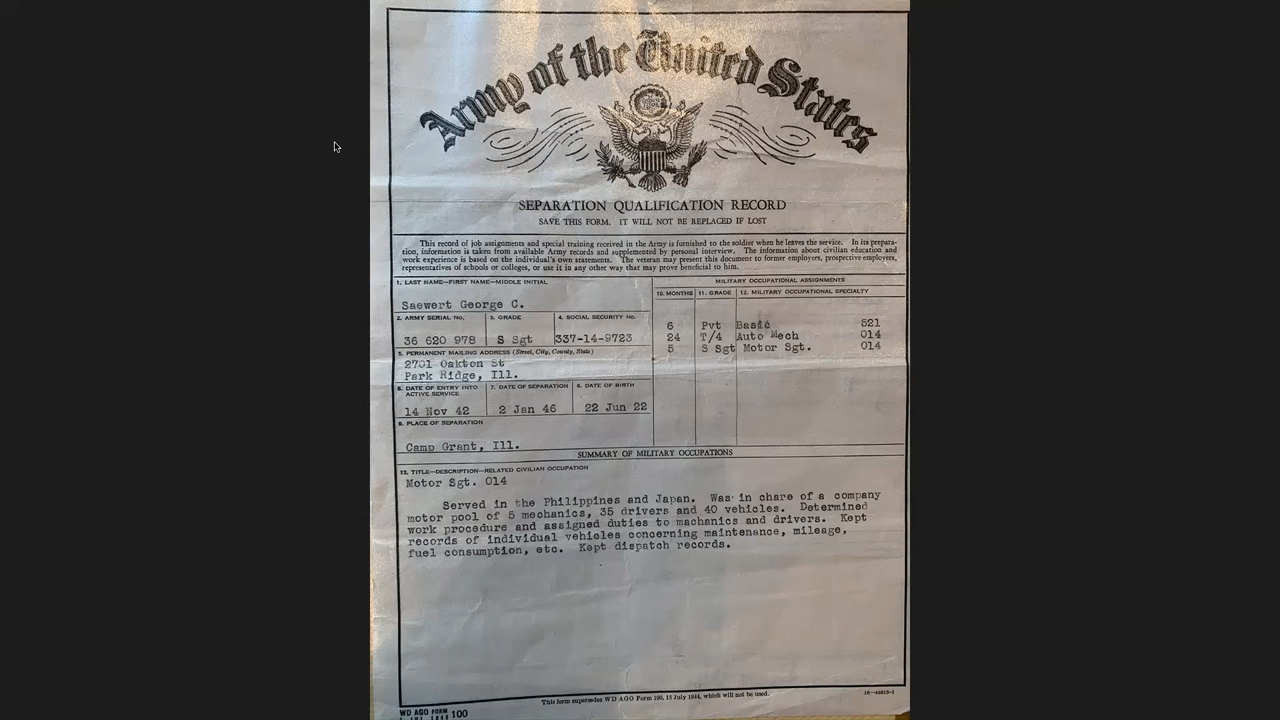 Army of the United States
SEPARATION QUALIFICATION RECORD
SAVE THIS FORM. IT WILL NOT BE REPLACED IF LOST
This record of job assignments and special training received in the Army is furnished to the soldier when he leaves the service. In its prepara-
tion, information is taken from available Army records and supplemented by personal interview. The information about civilian education and
work experience is based on the individual's own statements. The veteran may present this document to former employers, prospective employers,
representatives of schools or colleges, or use it in any other way that may prove beneficial to him.
1. LAST NAME—FIRST NAME—MIDDLE INITIAL
Saewert George C.
2. ARMY SERIAL No. 3. GRADE 4. SOCIAL SECURITY No.
36 620 978 S Sgt 337-14-9723
5. PERMANENT MAILING ADDRESS (Street, City, County, State)
2701 Oakton St
Park Ridge, Ill.
6. DATE OF ENTRY INTO ACTIVE SERVICE 7. DATE OF SEPARATION 8. DATE OF BIRTH
14 Nov 42 2 Jan 46 22 Jun 22
9. PLACE OF SEPARATION
Camp Grant, Ill.
MILITARY OCCUPATIONAL ASSIGNMENTS
10. MONTHS 11. GRADE 12. MILITARY OCCUPATIONAL SPECIALTY
6 Pvt Basic 521
24 T/4 Auto Mech 014
5 S Sgt Motor Sgt. 014
SUMMARY OF MILITARY OCCUPATIONS
13. TITLE—DESCRIPTION—RELATED CIVILIAN OCCUPATION
Motor Sgt. 014
Served in the Philippines and Japan. Was in chare of a company
motor pool of 5 mechanics, 35 drivers and 40 vehicles. Determined
work procedure and assigned duties to machanics and drivers. Kept
records of individual vehicles concerning maintenance, mileage,
fuel consumption, etc. Kept dispatch records.
WD AGO FORM 100
This form supersedes WD AGO Form 100, 15 July 1944, which will not be used.